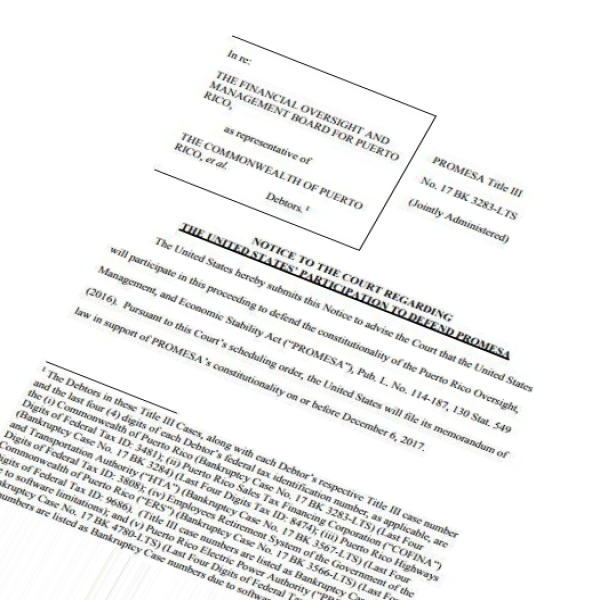 In re:
THE FINANCIAL OVERSIGHT AND
MANAGEMENT BOARD FOR PUERTO
RICO,
as representative of
THE COMMONWEALTH OF PUERTO
RICO, et al.
Debtors.¹
PROMESA Title III
No. 17 BK 3283-LTS
(Jointly Administered)
NOTICE TO THE COURT REGARDING
THE UNITED STATES' PARTICIPATION TO DEFEND PROMESA
The United States hereby submits this Notice to advise the Court that the United States
will participate in this proceeding to defend the constitutionality of the Puerto Rico Oversight,
Management, and Economic Stability Act (“PROMESA”), Pub. L. No. 114-187, 130 Stat. 549
(2016). Pursuant to this Court’s scheduling order, the United States will file its memorandum of
law in support of PROMESA’s constitutionality on or before December 6, 2017.
¹ The Debtors in these Title III Cases, along with each Debtor’s respective Title III case number
and the last four (4) digits of each Debtor’s federal tax identification number, as applicable, are
the (i) Commonwealth of Puerto Rico (Bankruptcy Case No. 17 BK 3283-LTS) (Last Four
Digits of Federal Tax ID: 3481); (ii) Puerto Rico Sales Tax Financing Corporation (“COFINA”)
(Bankruptcy Case No. 17 BK 3284) (Last Four Digits Tax ID: 8474); (iii) Puerto Rico Highways
and Transportation Authority (“HTA”) (Bankruptcy Case No. 17 BK 3567-LTS) (Last Four
Digits of Federal Tax ID: 3808); (iv) Employees Retirement System of the Government of the
Commonwealth of Puerto Rico (“ERS”) (Bankruptcy Case No. 17 BK 3566-LTS) (Last Four
Digits of Federal Tax ID: 9686); and (v) Puerto Rico Electric Power Authority
(Bankruptcy Case No. 17 BK 4780-LTS) (Last Four Digits of Federal
to software limitations). (Title III case numbers are listed as Bankruptcy
numbers are listed as Bankruptcy Case numbers due to software